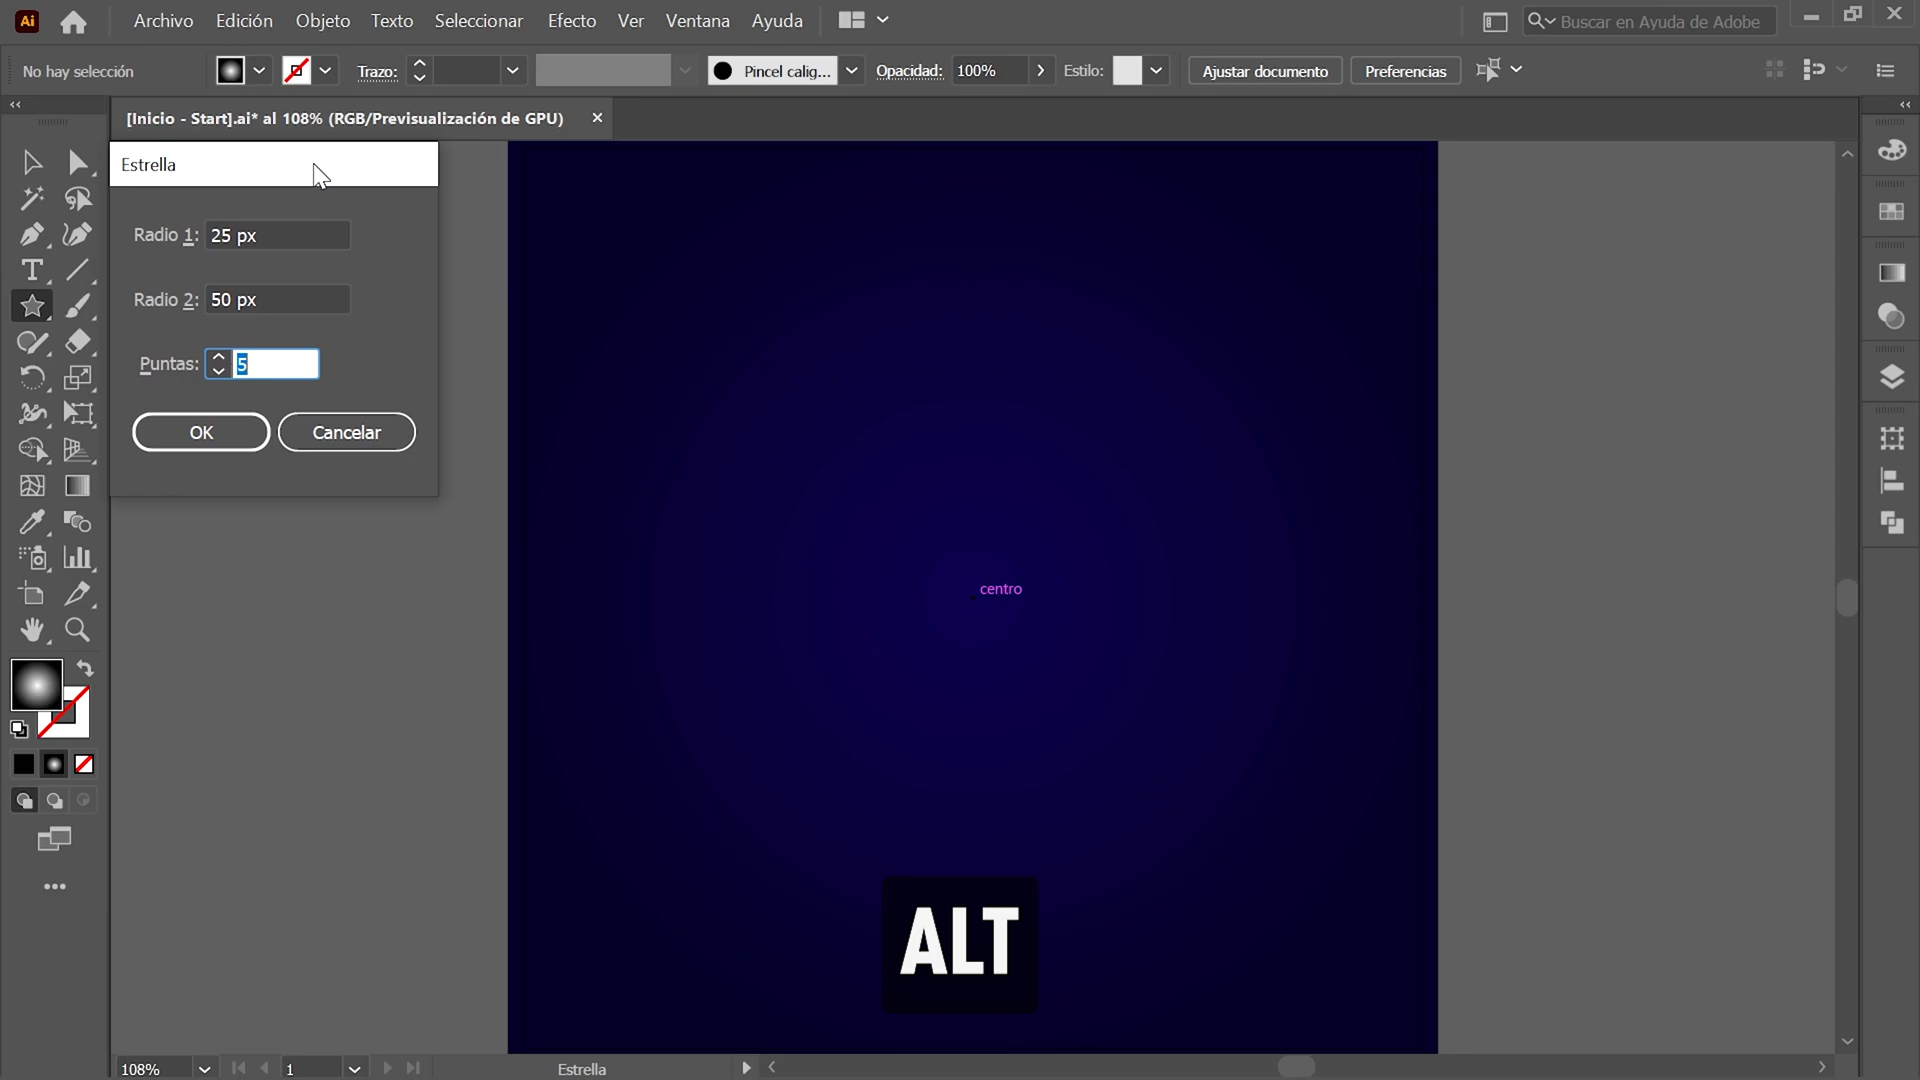 Ai
Archivo Edición Objeto Texto Seleccionar Efecto Ver Ventana Ayuda
Buscar en Ayuda de Adobe
No hay selección
Trazo:
Pincel calig...
Opacidad: 100%
Estilo:
Ajustar documento
Preferencias
[Inicio - Start].ai* al 108% (RGB/Previsualización de GPU)
Estrella
Radio 1: 25 px
Radio 2: 50 px
Puntas: 5
OK Cancelar
centro
ALT
108% 1 Estrella